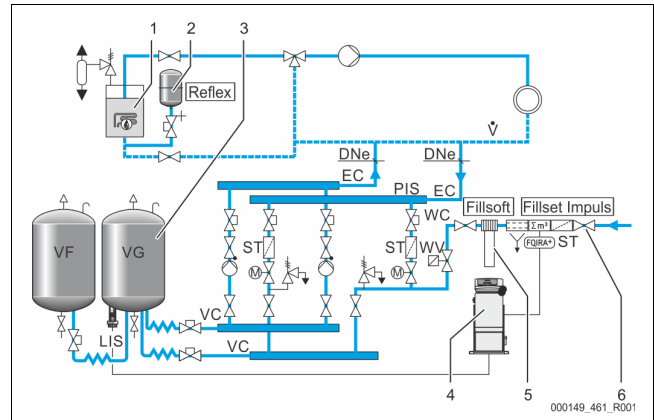 1
2
3
Reflex
V̇
DNe
DNe
EC
PIS
EC
Fillsoft
Fillset Impuls
WC
Σm³
FQIRA⁺
ST
VF
VG
ST
ST
WV
M
M
VC
LIS
VC
4
5
6
000149_461_R001